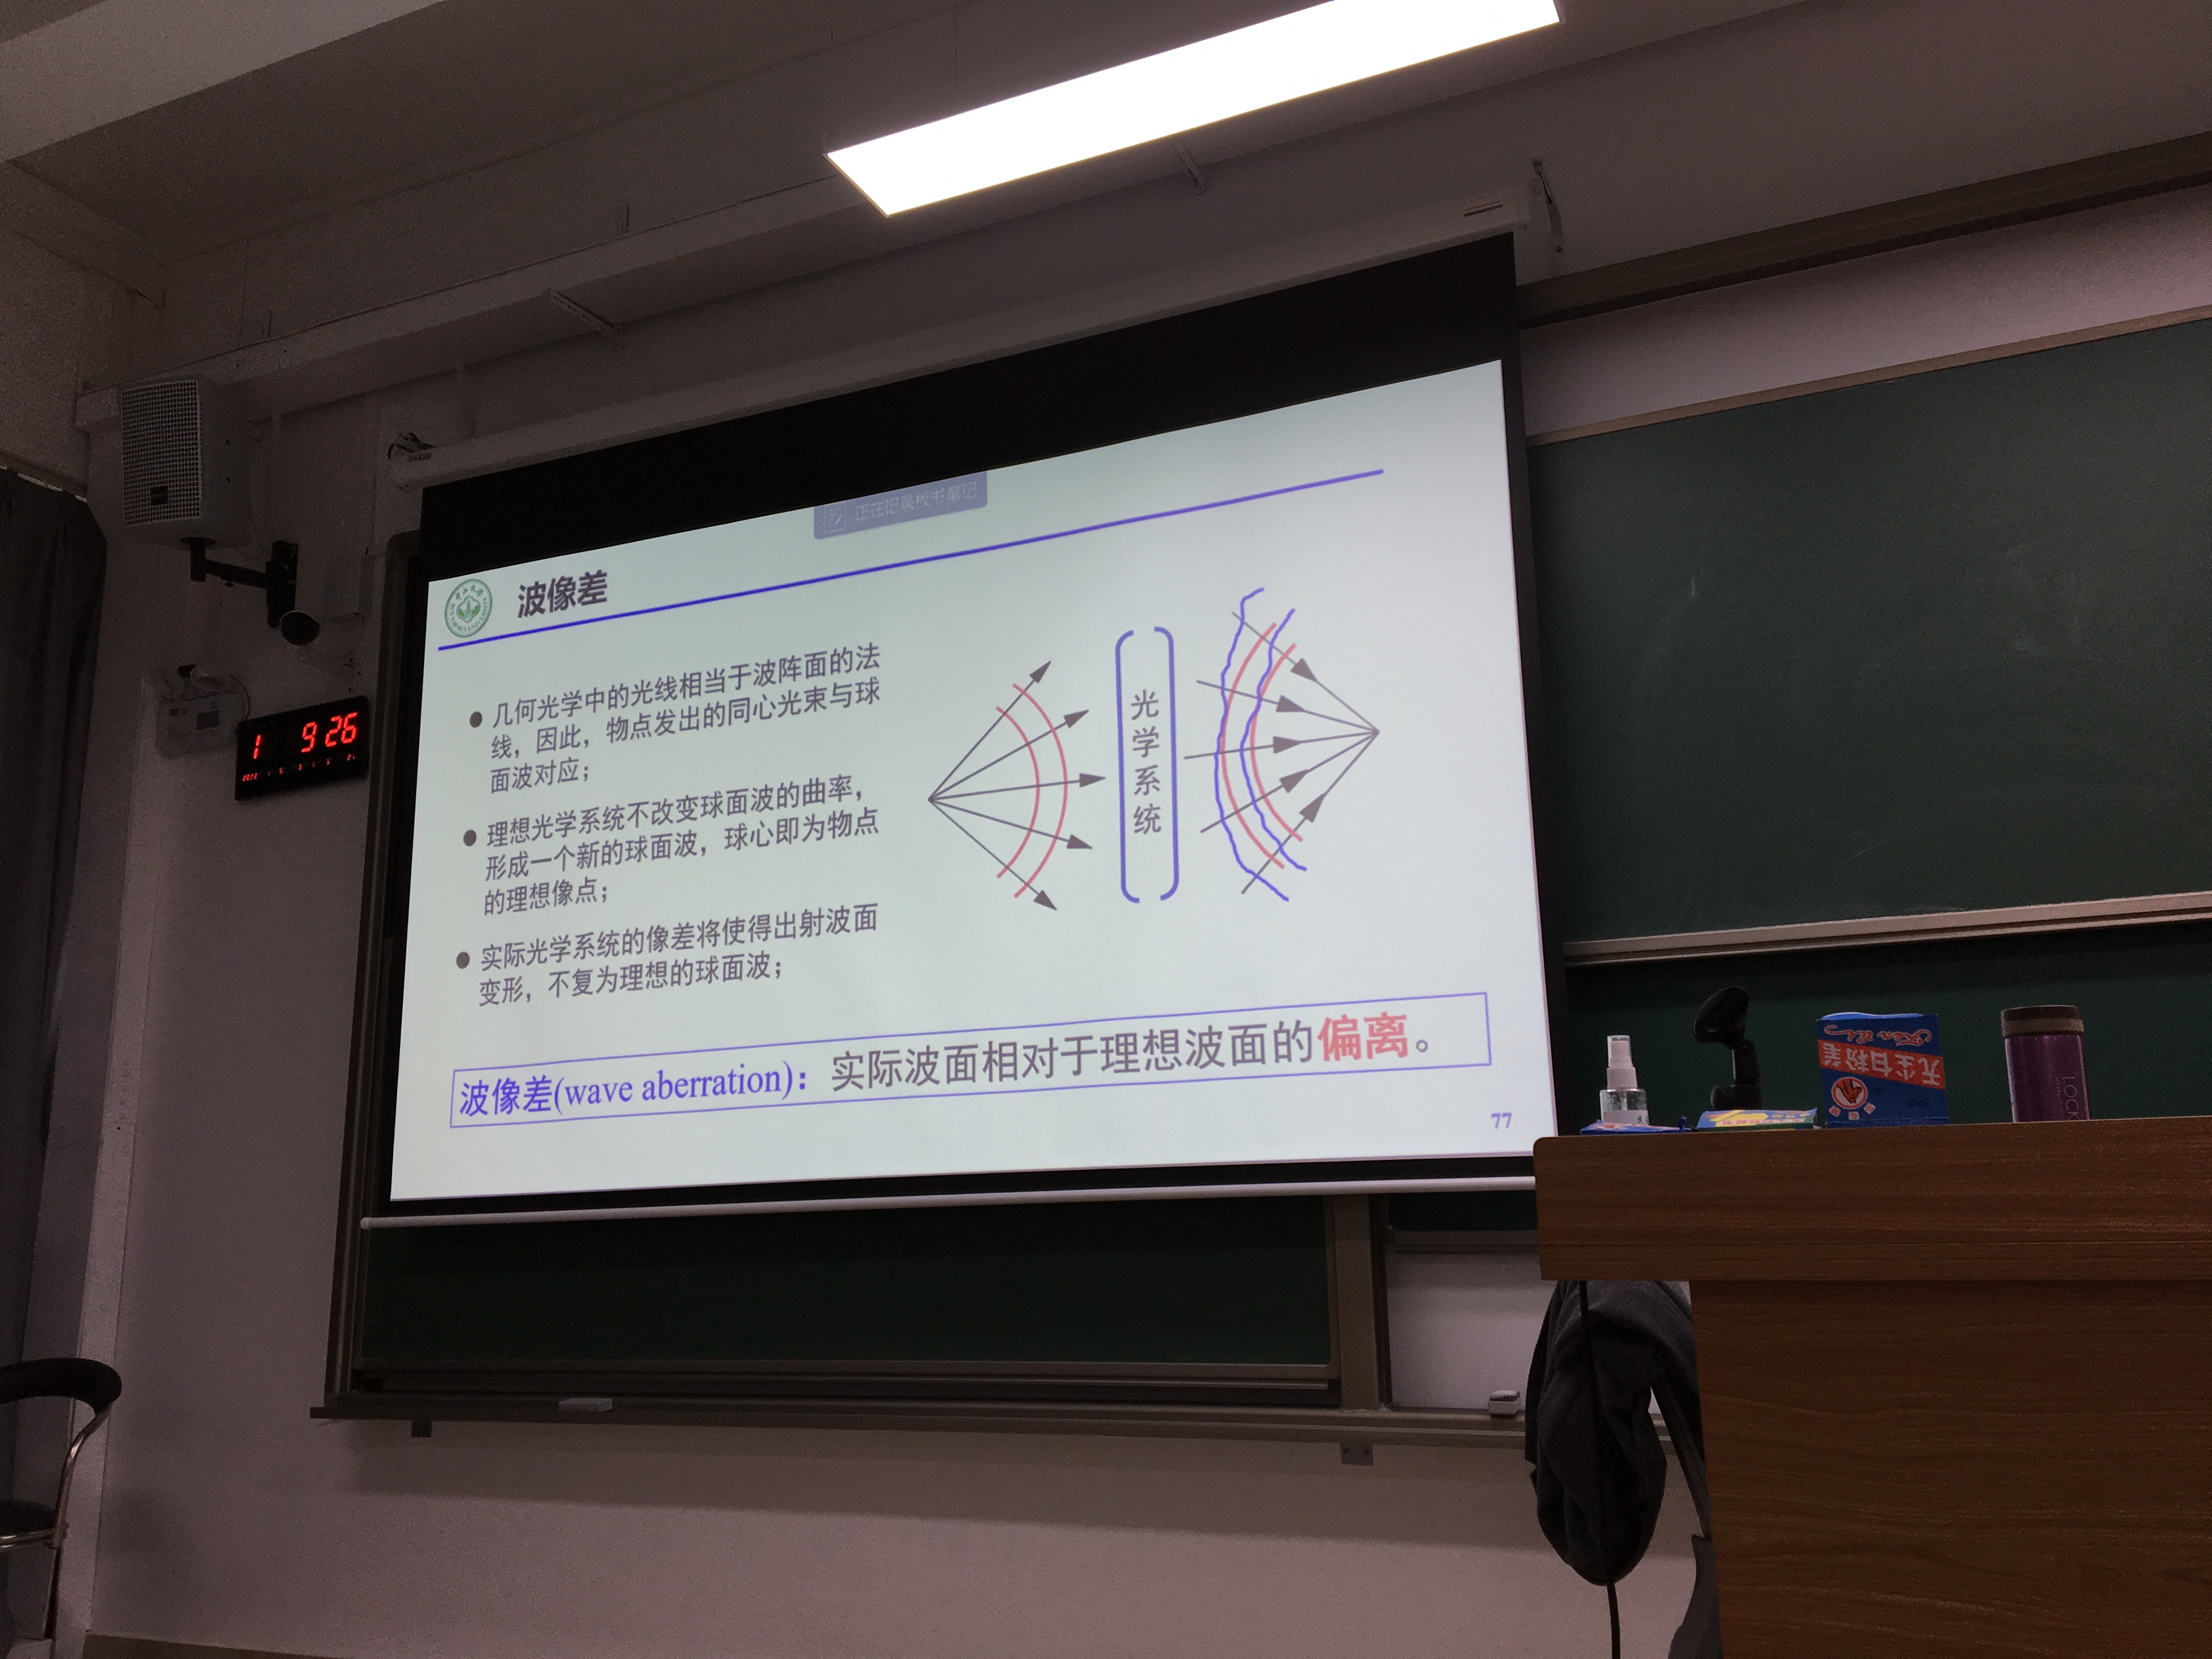 正在记录板书笔记
波像差
● 几何光学中的光线相当于波阵面的法
线，因此，物点发出的同心光束与球
面波对应；
● 理想光学系统不改变球面波的曲率，
形成一个新的球面波，球心即为物点
的理想像点；
● 实际光学系统的像差将使得出射波面
变形，不复为理想的球面波；
光
学
系
统
波像差(wave aberration)：实际波面相对于理想波面的偏离。
77
1 9 26
无尘白粉笔
LOCK